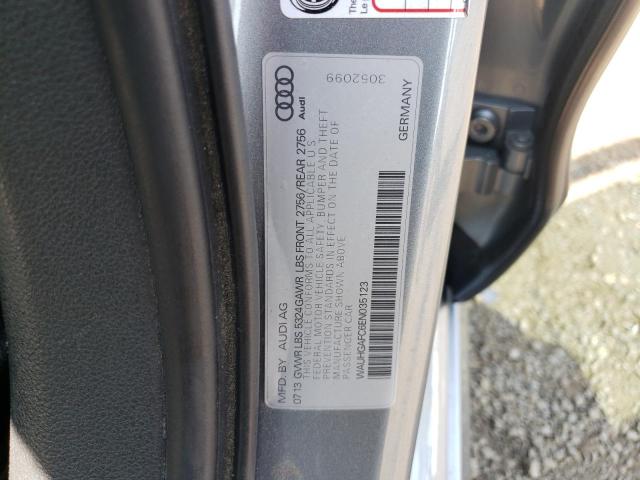 MFD. BY AUDI AG
Audi
07 13 GVWR LBS 5324 GAWR LBS FRONT 2756/REAR 2756
THIS VEHICLE CONFORMS TO ALL APPLICABLE U S
FEDERAL MOTOR VEHICLE SAFETY, BUMPER AND THEFT
PREVENTION STANDARDS IN EFFECT ON THE DATE OF
MANUFACTURE SHOWN ABOVE
PASSENGER CAR
3052099
WAUHGAFC6EN035123
GERMANY
The
Le